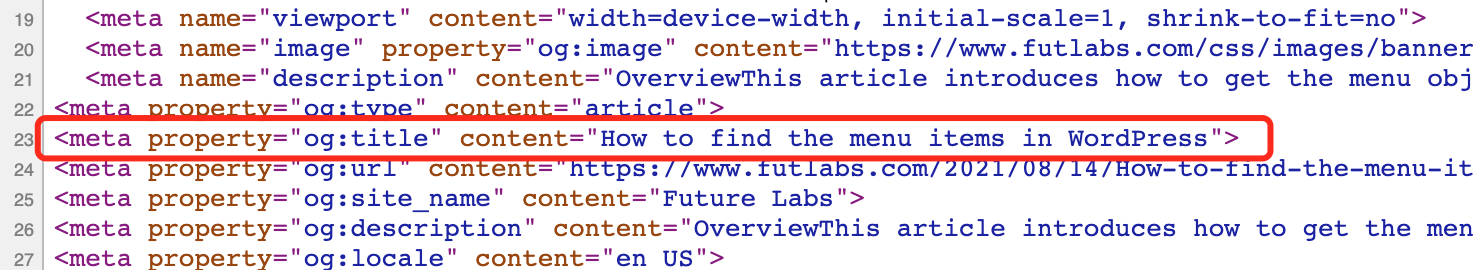 19 <meta name="viewport" content="width=device-width, initial-scale=1, shrink-to-fit=no">
20 <meta name="image" property="og:image" content="https://www.futlabs.com/css/images/banner
21 <meta name="description" content="OverviewThis article introduces how to get the menu obj
22 <meta property="og:type" content="article">
23 <meta property="og:title" content="How to find the menu items in WordPress">
24 <meta property="og:url" content="https://www.futlabs.com/2021/08/14/How-to-find-the-menu-it
25 <meta property="og:site_name" content="Future Labs">
26 <meta property="og:description" content="OverviewThis article introduces how to get the men
27 <meta property="og:locale" content="en_US">